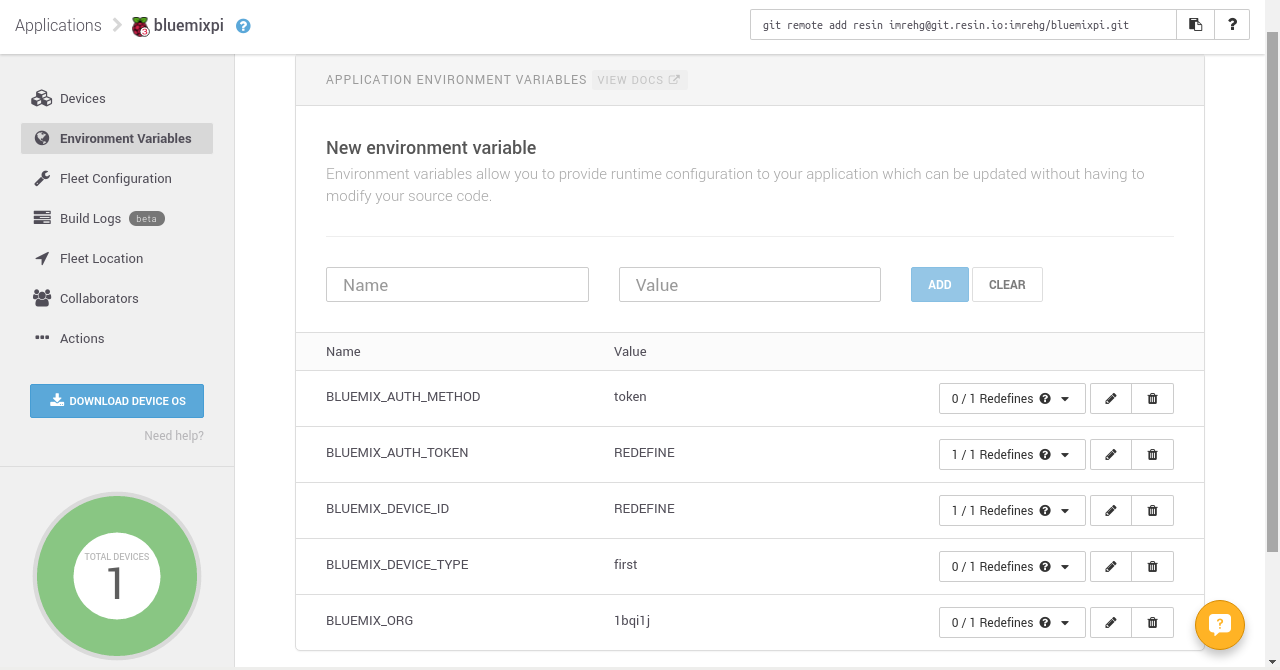 Applications
bluemixpi
git remote add resin imrehg@git.resin.io:imrehg/bluemixpi.git
Devices
Environment Variables
Fleet Configuration
Build Logs beta
Fleet Location
Collaborators
Actions
DOWNLOAD DEVICE OS
Need help?
TOTAL DEVICES
1
APPLICATION ENVIRONMENT VARIABLES VIEW DOCS
New environment variable
Environment variables allow you to provide runtime configuration to your application which can be updated without having to
modify your source code.
Name Value ADD CLEAR
Name Value
BLUEMIX_AUTH_METHOD token 0 / 1 Redefines
BLUEMIX_AUTH_TOKEN REDEFINE 1 / 1 Redefines
BLUEMIX_DEVICE_ID REDEFINE 1 / 1 Redefines
BLUEMIX_DEVICE_TYPE first 0 / 1 Redefines
BLUEMIX_ORG 1bqi1j 0 / 1 Redefines